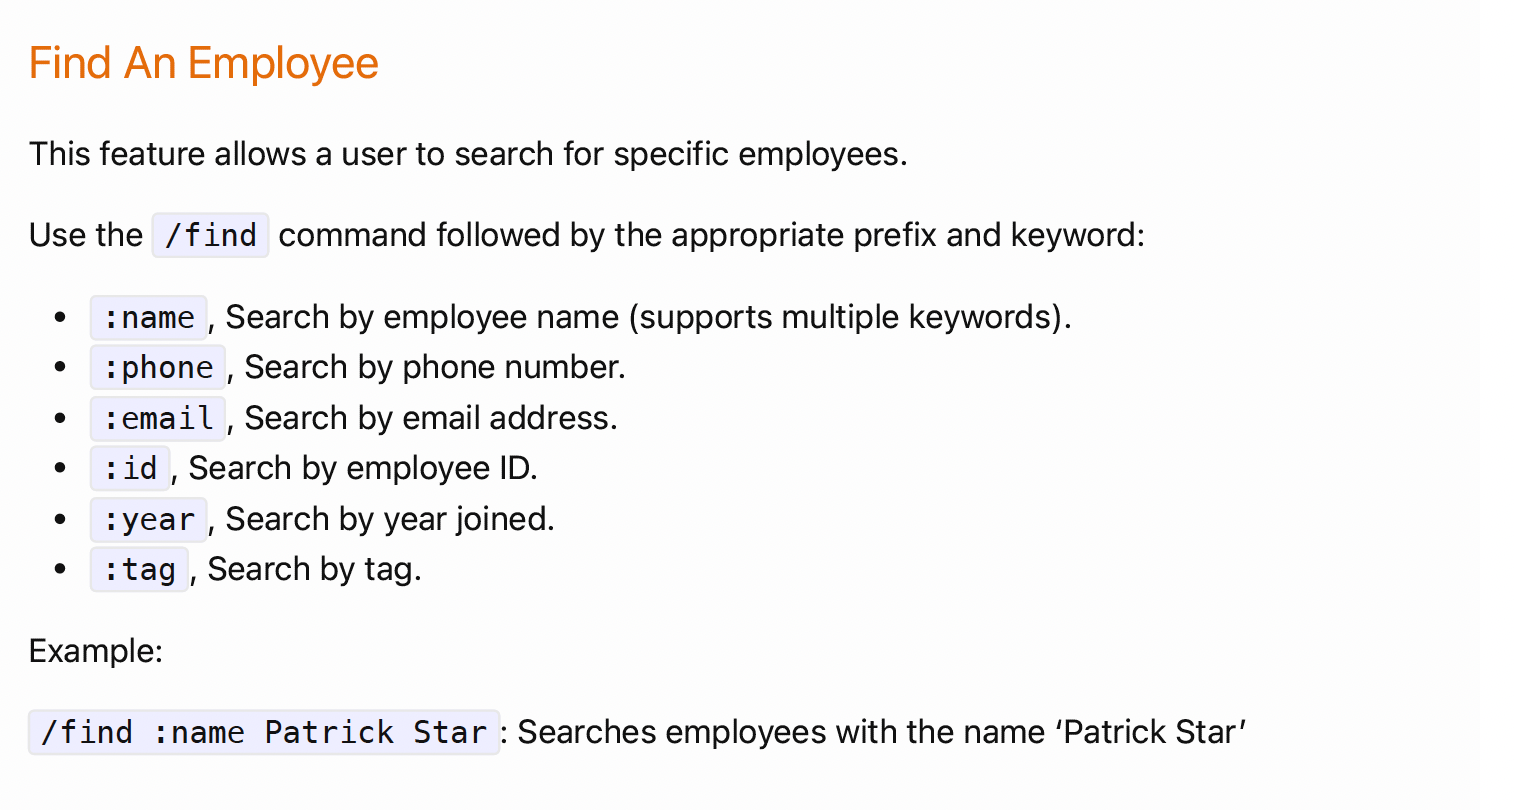 Find An Employee
This feature allows a user to search for specific employees.
Use the /find command followed by the appropriate prefix and keyword:
• :name, Search by employee name (supports multiple keywords).
• :phone, Search by phone number.
• :email, Search by email address.
• :id, Search by employee ID.
• :year, Search by year joined.
• :tag, Search by tag.
Example:
/find :name Patrick Star: Searches employees with the name ‘Patrick Star’